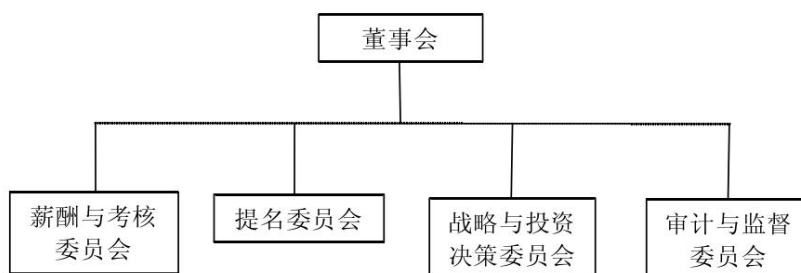 董事会
薪酬与考核
委员会
提名委员会
战略与投资
决策委员会
审计与监督
委员会